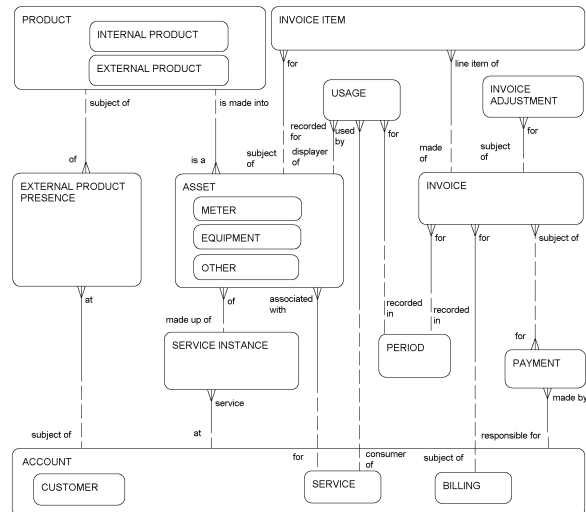 PRODUCT
INTERNAL PRODUCT
EXTERNAL PRODUCT
INVOICE ITEM
subject of
is made into
for
line item of
USAGE
INVOICE
ADJUSTMENT
recorded
for
used
by
for
for
of
is a
subject
of
displayer
of
made
of
subject
of
EXTERNAL PRODUCT
PRESENCE
ASSET
METER
EQUIPMENT
OTHER
INVOICE
for
for
subject of
at
of
associated
with
recorded
in
recorded
in
made up of
for
SERVICE INSTANCE
PERIOD
PAYMENT
service
made by
subject of
at
responsible for
for
consumer
of
subject of
ACCOUNT
CUSTOMER
SERVICE
BILLING